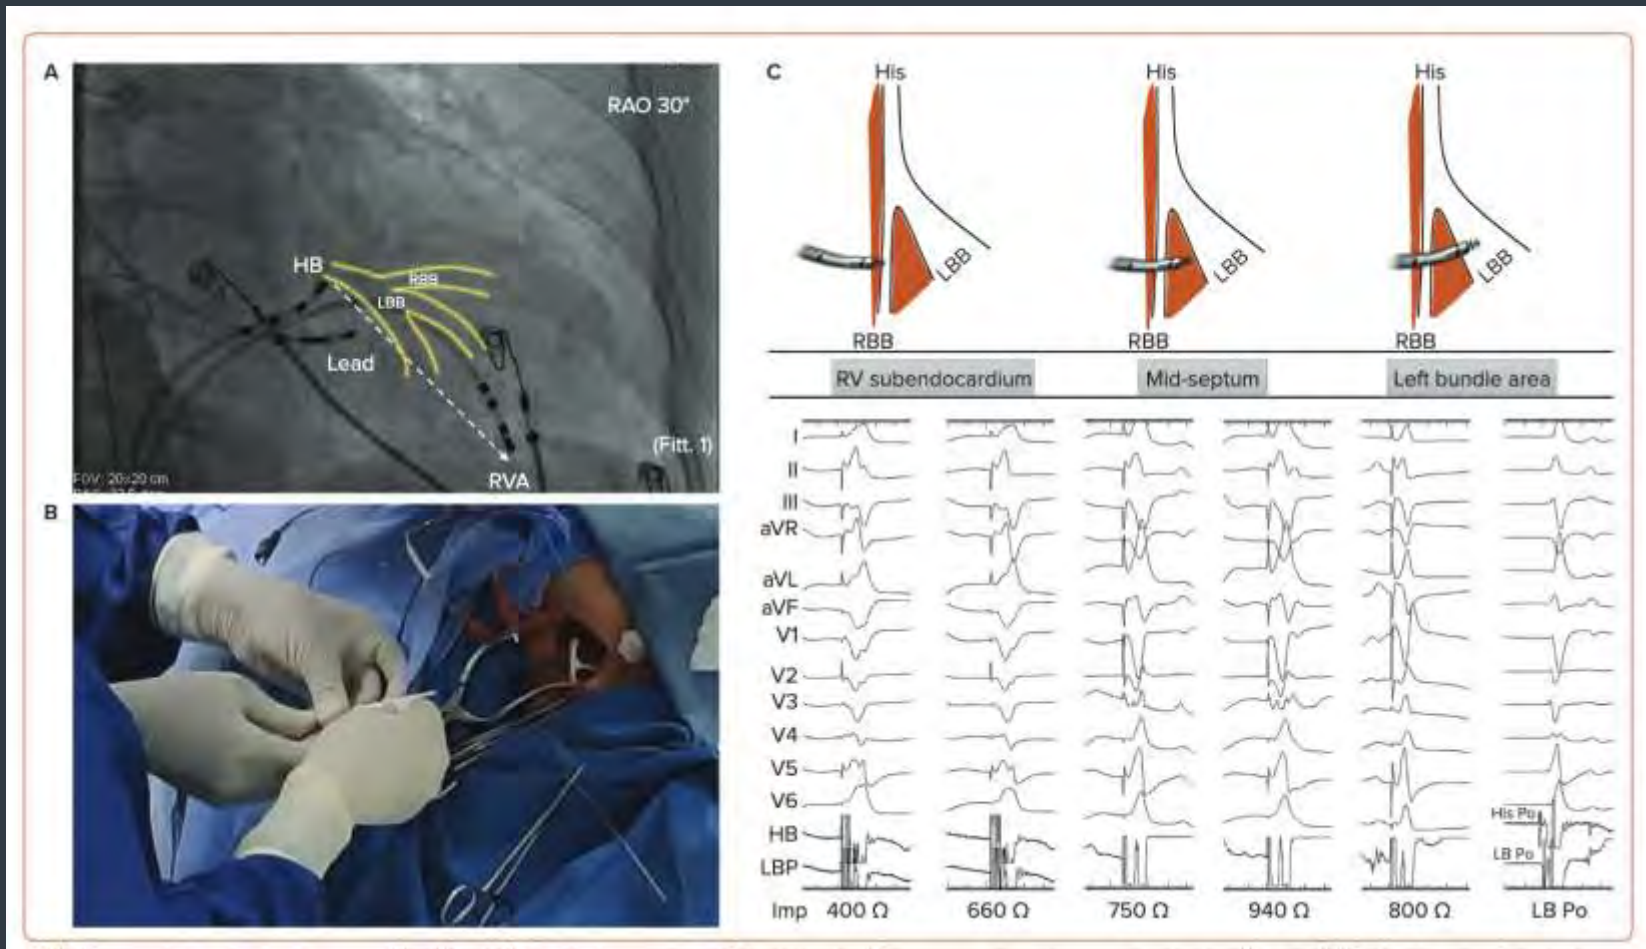 A
RAO 30°
HB
RBB
LBB
Lead
(Fitt. 1)
FOV: 20×20 cm
RVA
B
C
His His His
LBB LBB LBB
RBB RBB RBB
RV subendocardium Mid-septum Left bundle area
I
II
III
aVR
aVL
aVF
V1
V2
V3
V4
V5
V6
HB
His Po
LBP
LB Po
Imp 400 Ω 660 Ω 750 Ω 940 Ω 800 Ω LB Po